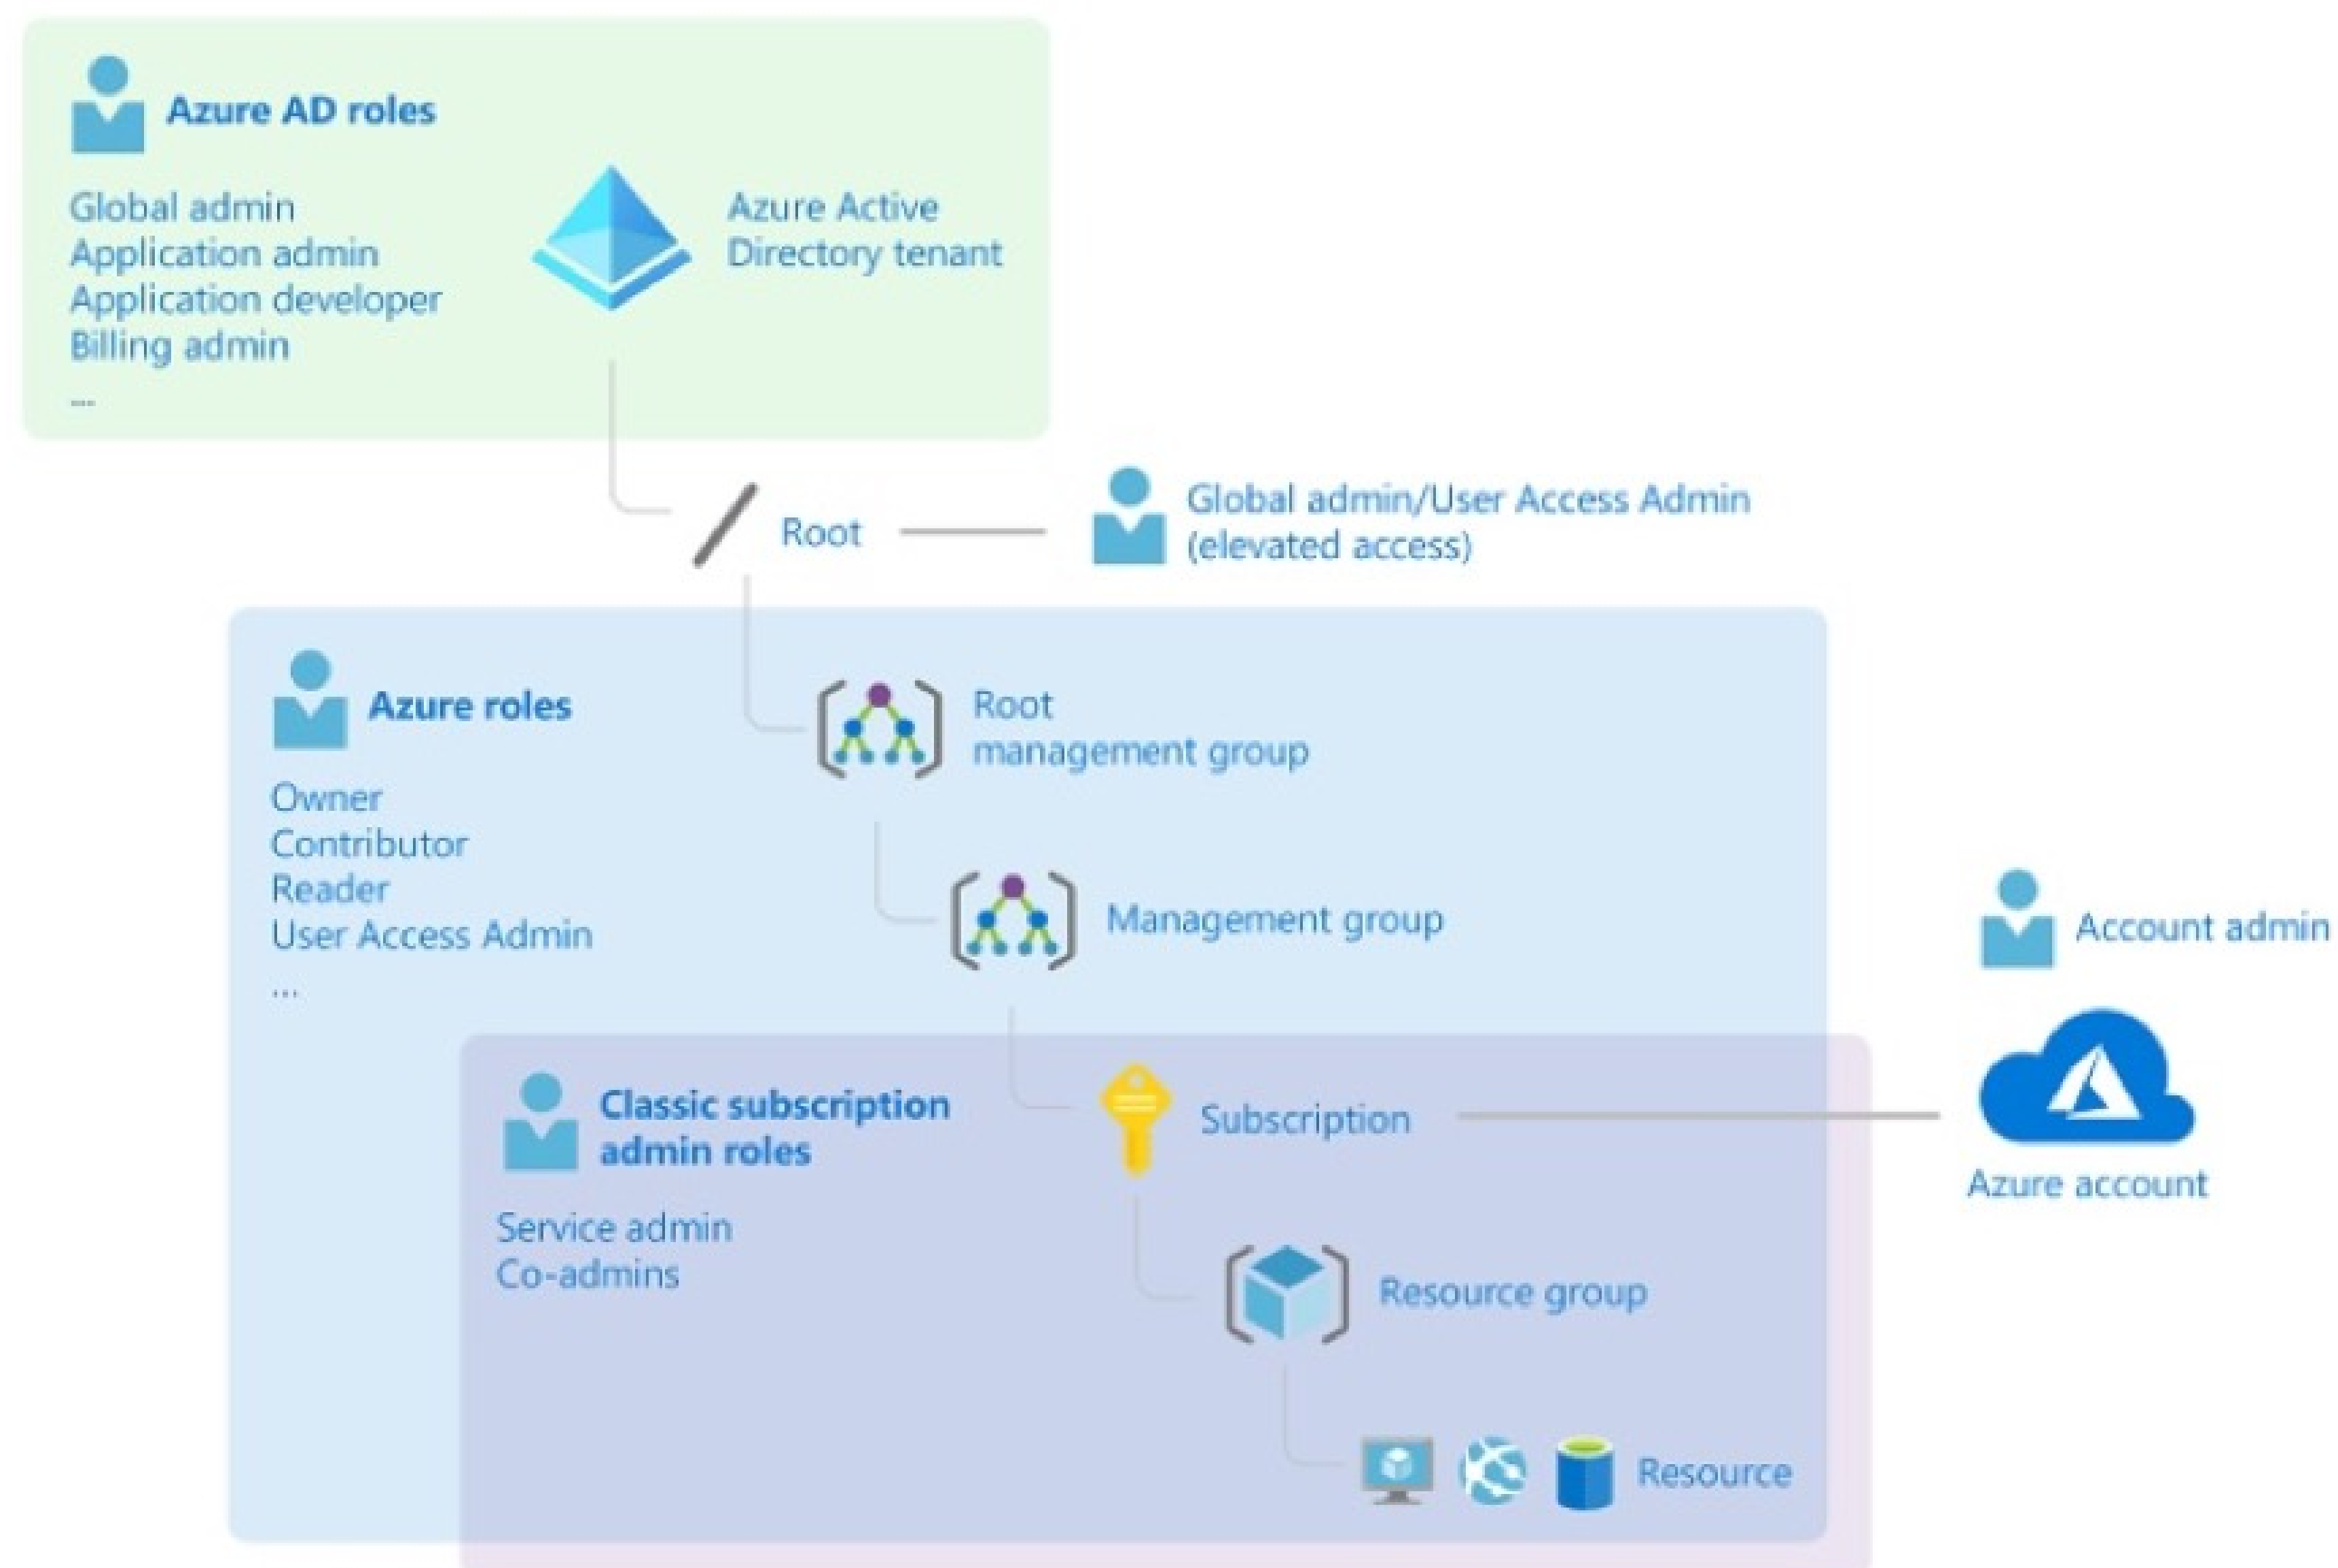 Azure AD roles
Global admin
Application admin
Application developer
Billing admin
...
Azure Active
Directory tenant
Root
Global admin/User Access Admin
(elevated access)
Azure roles
Owner
Contributor
Reader
User Access Admin
...
Root
management group
Management group
Account admin
Classic subscription
admin roles
Service admin
Co-admins
Subscription
Azure account
Resource group
Resource